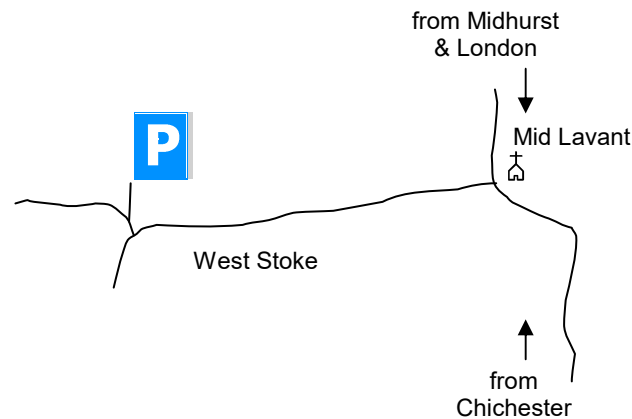 from Midhurst
& London
P
Mid Lavant
West Stoke
from
Chichester